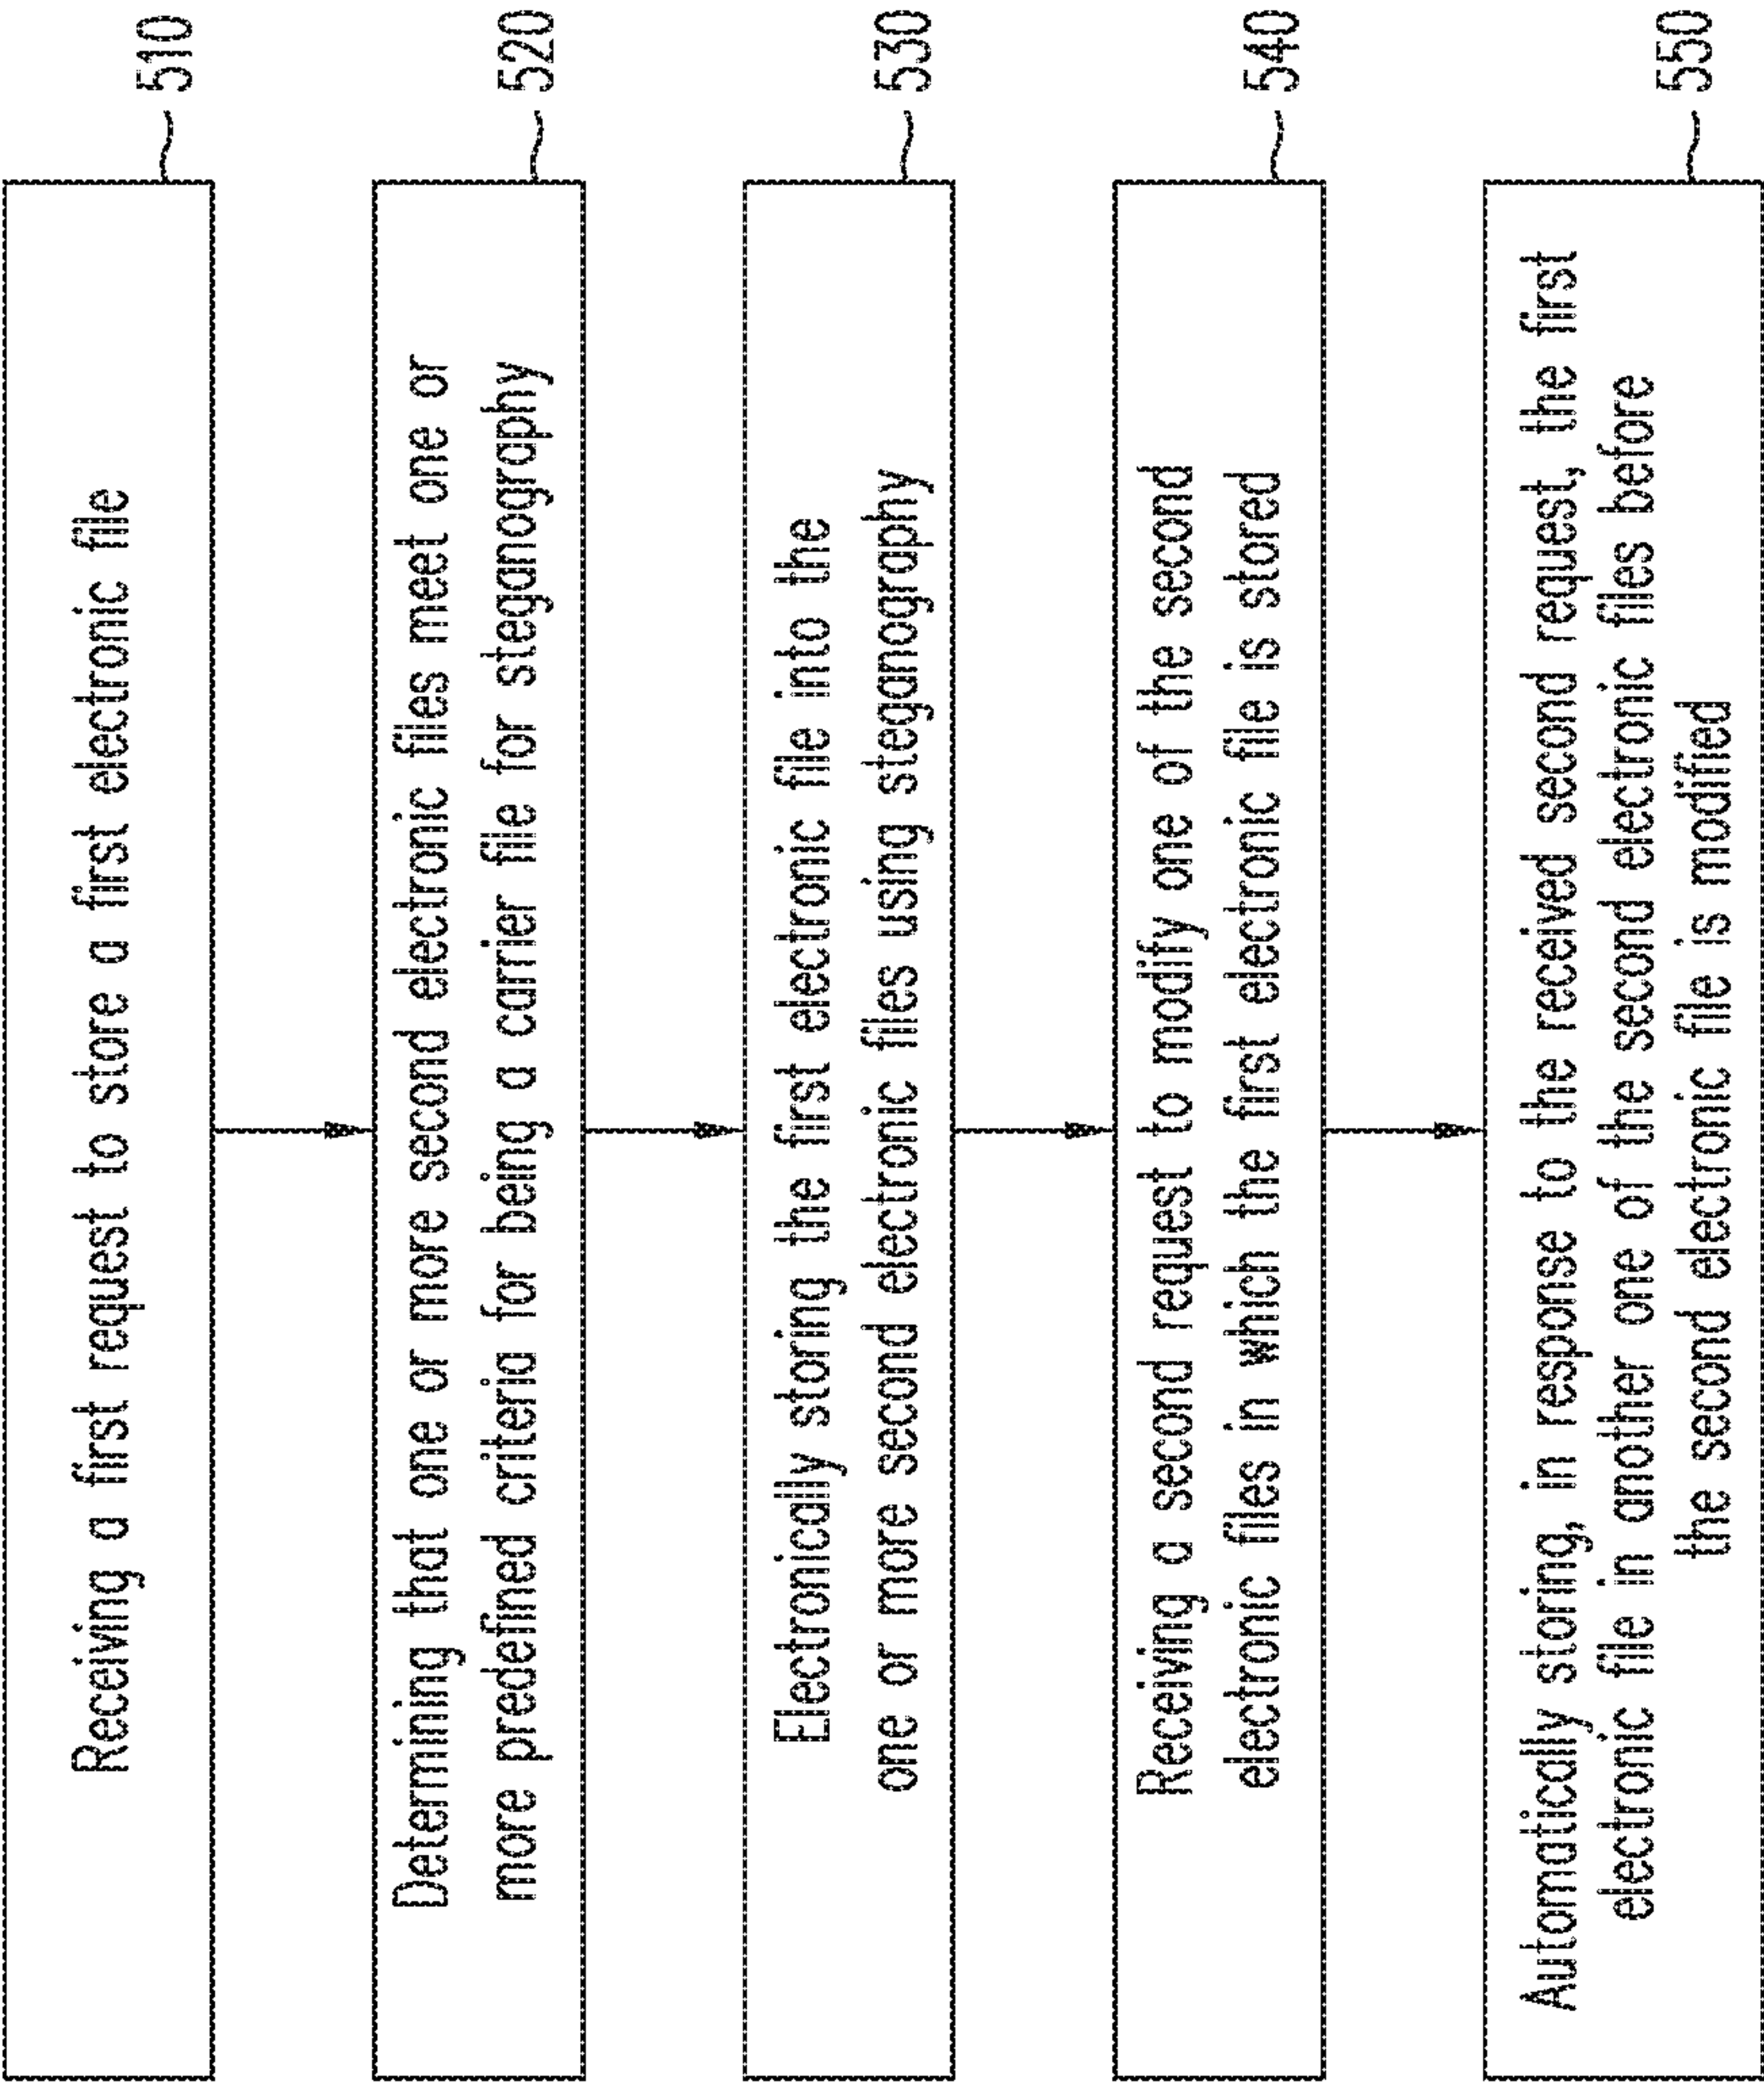 Receiving a first request to store a first electronic file
510
Determining that one or more second electronic files meet one or
more predefined criteria for being a carrier file for steganography
520
Electronically storing the first electronic file into the
one or more second electronic files using steganography
530
Receiving a second request to modify one of the second
electronic files in which the first electronic file is stored
540
Automatically storing, in response to the received second request, the first
electronic file in another one of the second electronic files before
the second electronic file is modified
550